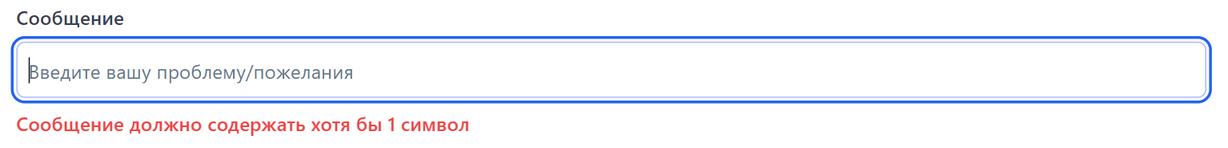 Сообщение
Введите вашу проблему/пожелания
Сообщение должно содержать хотя бы 1 символ